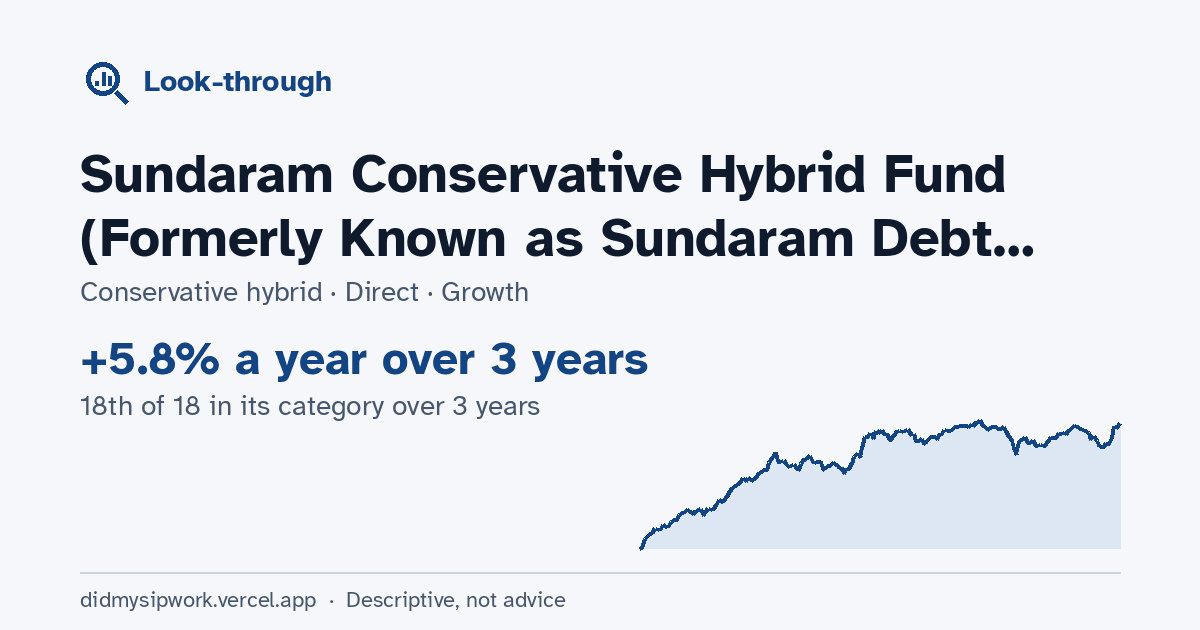 Look-through
Sundaram Conservative Hybrid Fund
(Formerly Known as Sundaram Debt...
Conservative hybrid · Direct · Growth
+5.8% a year over 3 years
18th of 18 in its category over 3 years
didmysipwork.vercel.app · Descriptive, not advice